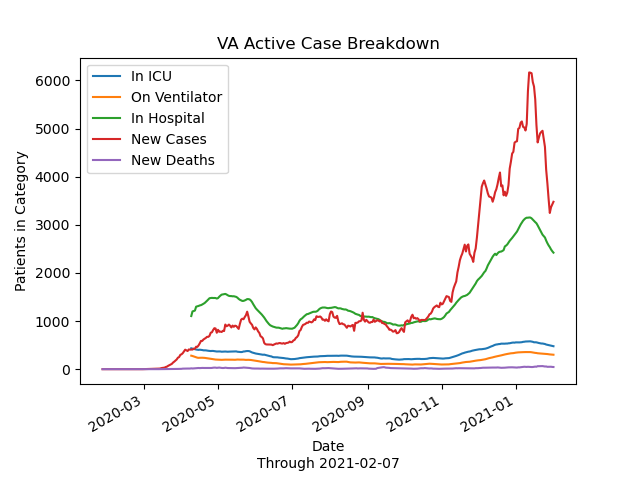 VA Active Case Breakdown
In ICU
On Ventilator
In Hospital
New Cases
New Deaths
Patients in Category
6000
5000
4000
3000
2000
1000
0
2020-03
2020-05
2020-07
2020-09
2020-11
2021-01
Date
Through 2021-02-07